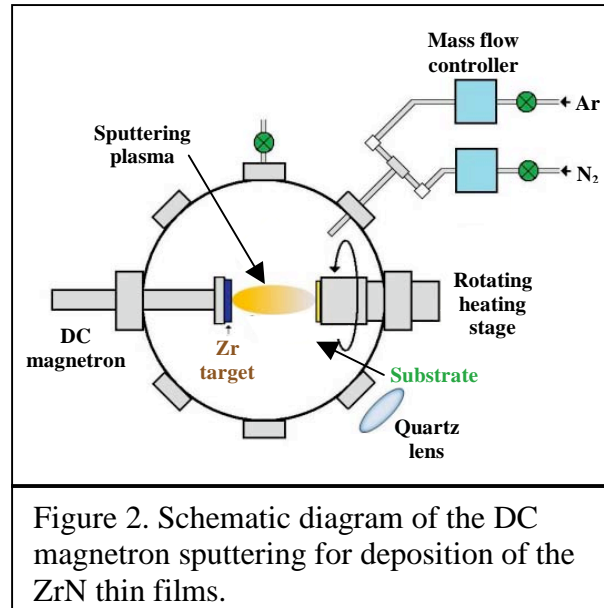 Mass flow
controller
Ar
Sputtering
plasma
N₂
DC
magnetron
Zr
target
Rotating
heating
stage
Substrate
Quartz
lens
Figure 2. Schematic diagram of the DC
magnetron sputtering for deposition of the
ZrN thin films.